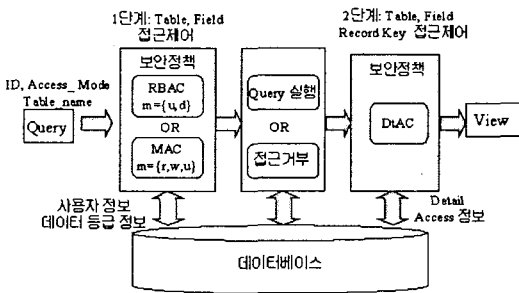 1단계: Table, Field
접근제어
2단계: Table, Field
Record Key 접근제어
ID, Access_Mode
Table_name
Query
보안정책
RBAC
m={u,d}
OR
MAC
m={r,w,u}
Query 실행
OR
접근거부
보안정책
DtAC
View
사용자 정보
데이터 등급 정보
Detail
Access 정보
데이터베이스